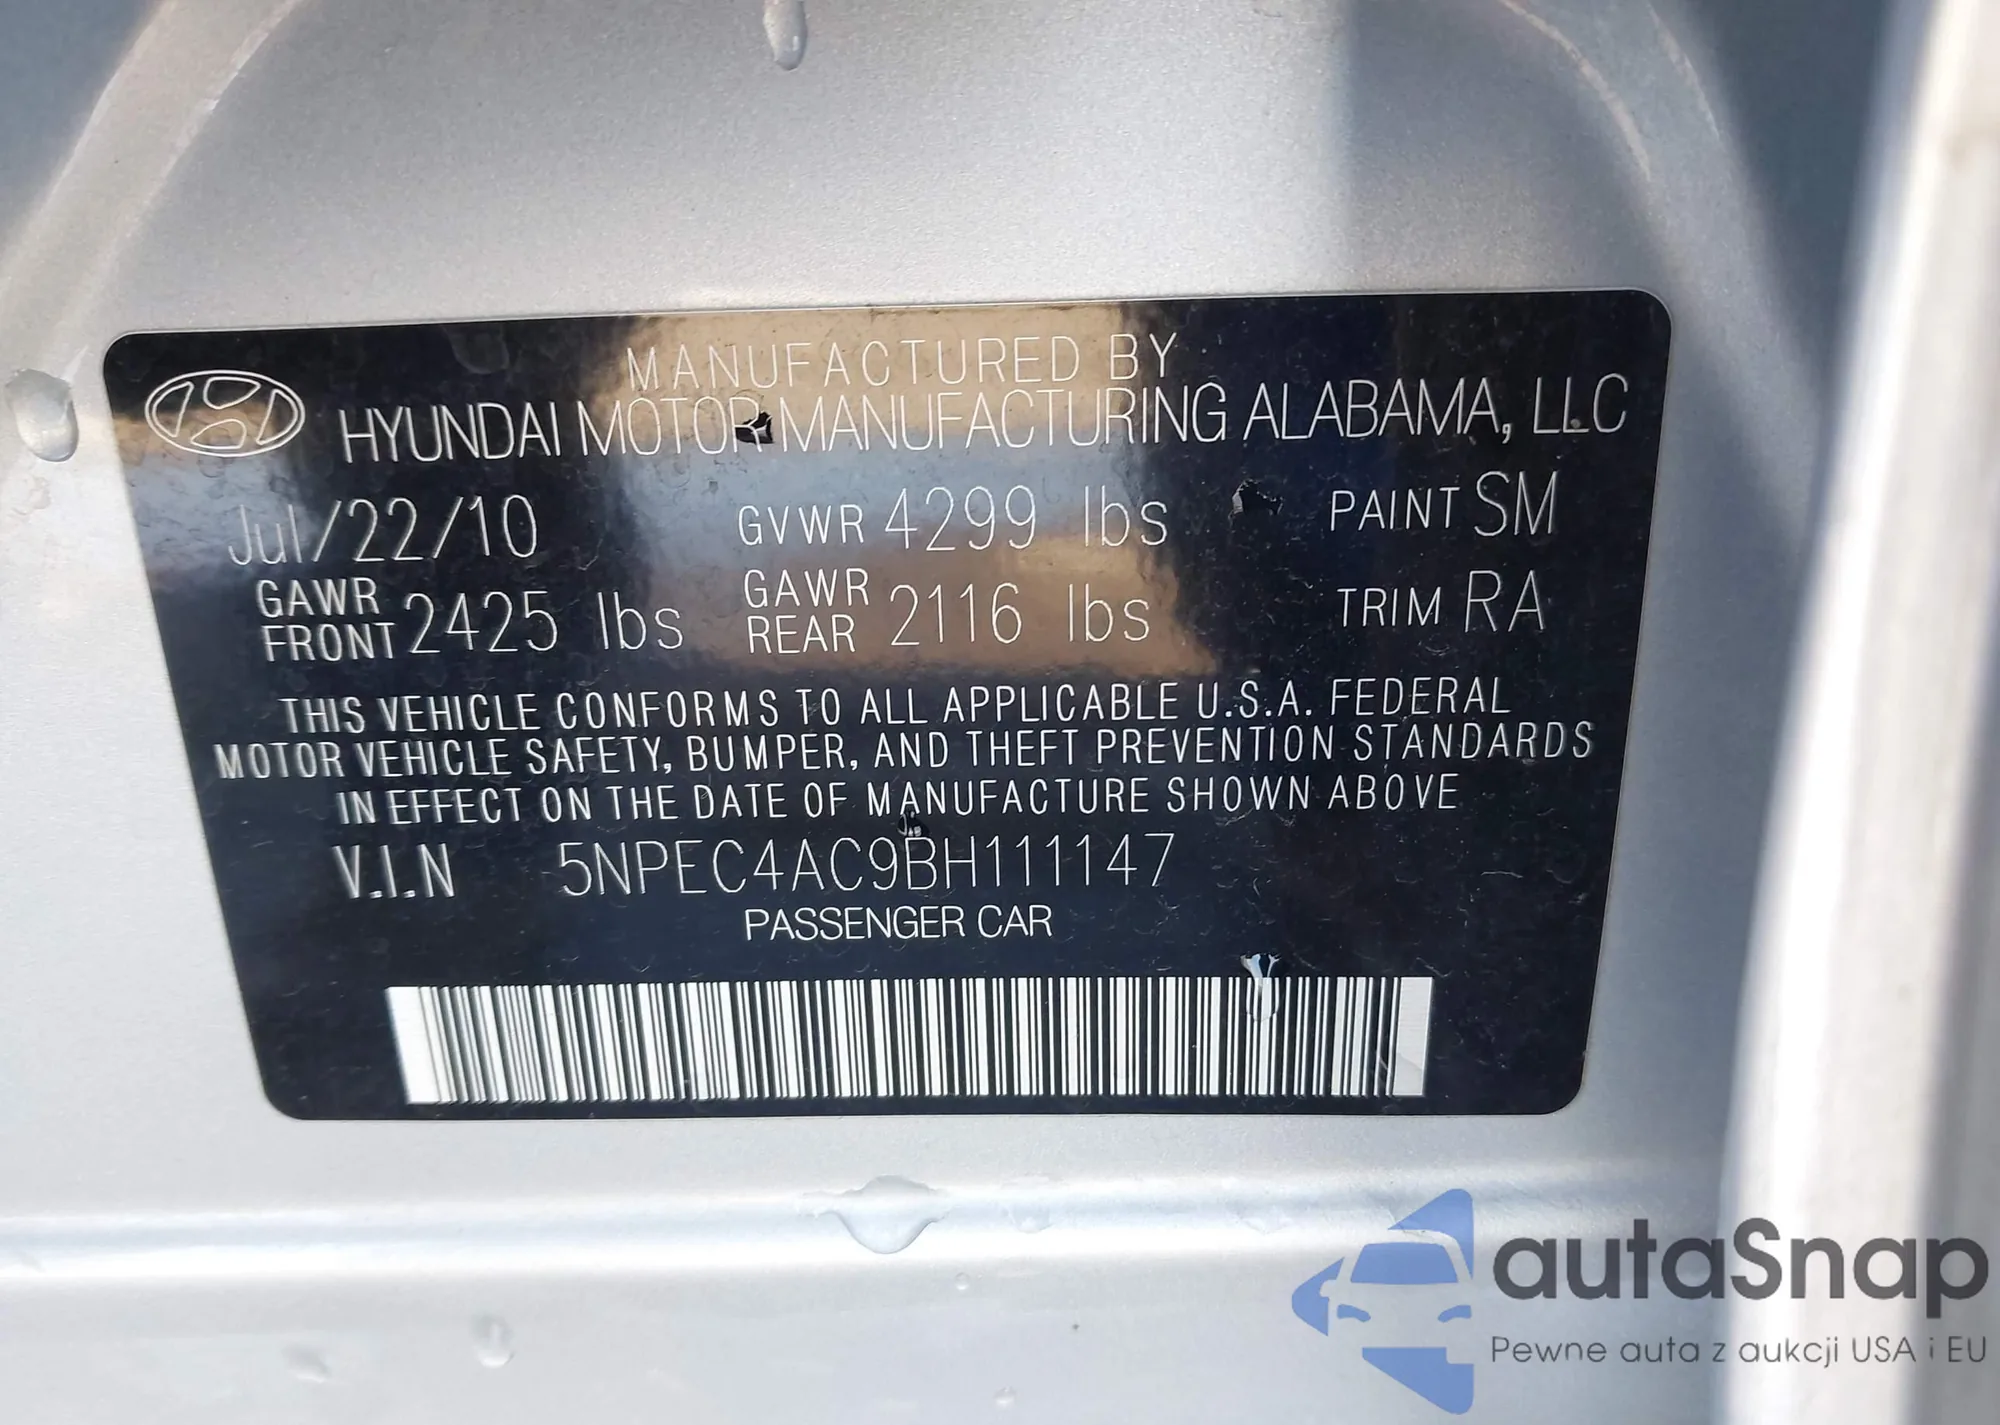 MANUFACTURED BY
HYUNDAI MOTOR MANUFACTURING ALABAMA, LLC
Jul/22/10 GVWR 4299 lbs PAINT SM
GAWR FRONT 2425 lbs GAWR REAR 2116 lbs TRIM RA
THIS VEHICLE CONFORMS TO ALL APPLICABLE U.S.A. FEDERAL
MOTOR VEHICLE SAFETY, BUMPER, AND THEFT PREVENTION STANDARDS
IN EFFECT ON THE DATE OF MANUFACTURE SHOWN ABOVE
V.I.N 5NPEC4AC9BH111147
PASSENGER CAR
autaSnap
Pewne auta z aukcji USA i EU